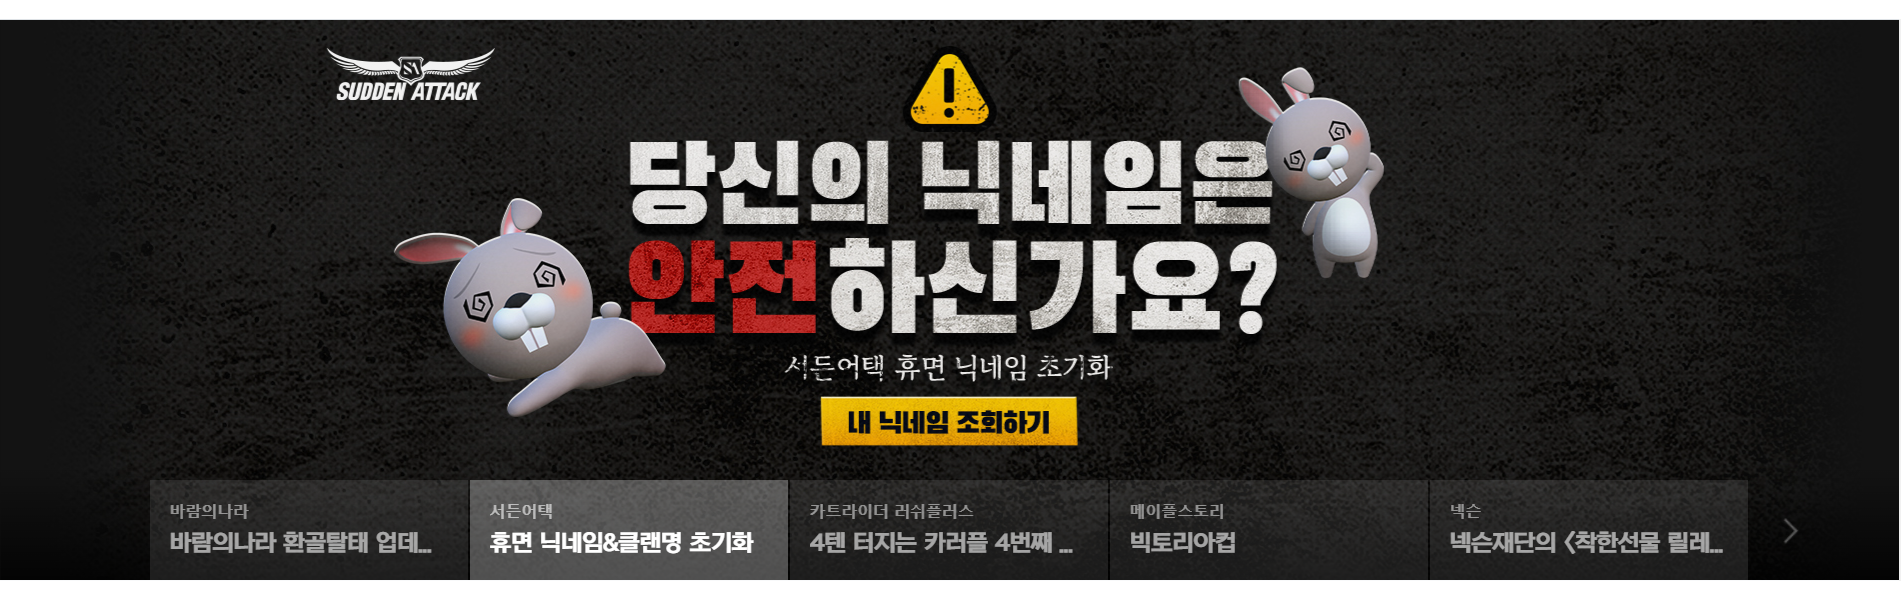 SA
SUDDEN ATTACK
당신의 닉네임은
안전하신가요?
서든어택 휴면 닉네임 초기화
내 닉네임 조회하기
바람의나라
바람의나라 환골탈태 업데...
서든어택
휴면 닉네임&클랜명 초기화
카트라이더 러쉬플러스
4텐 터지는 카러플 4번째 ...
메이플스토리
빅토리아컵
넥슨
넥슨재단의 <착한선물 릴레...